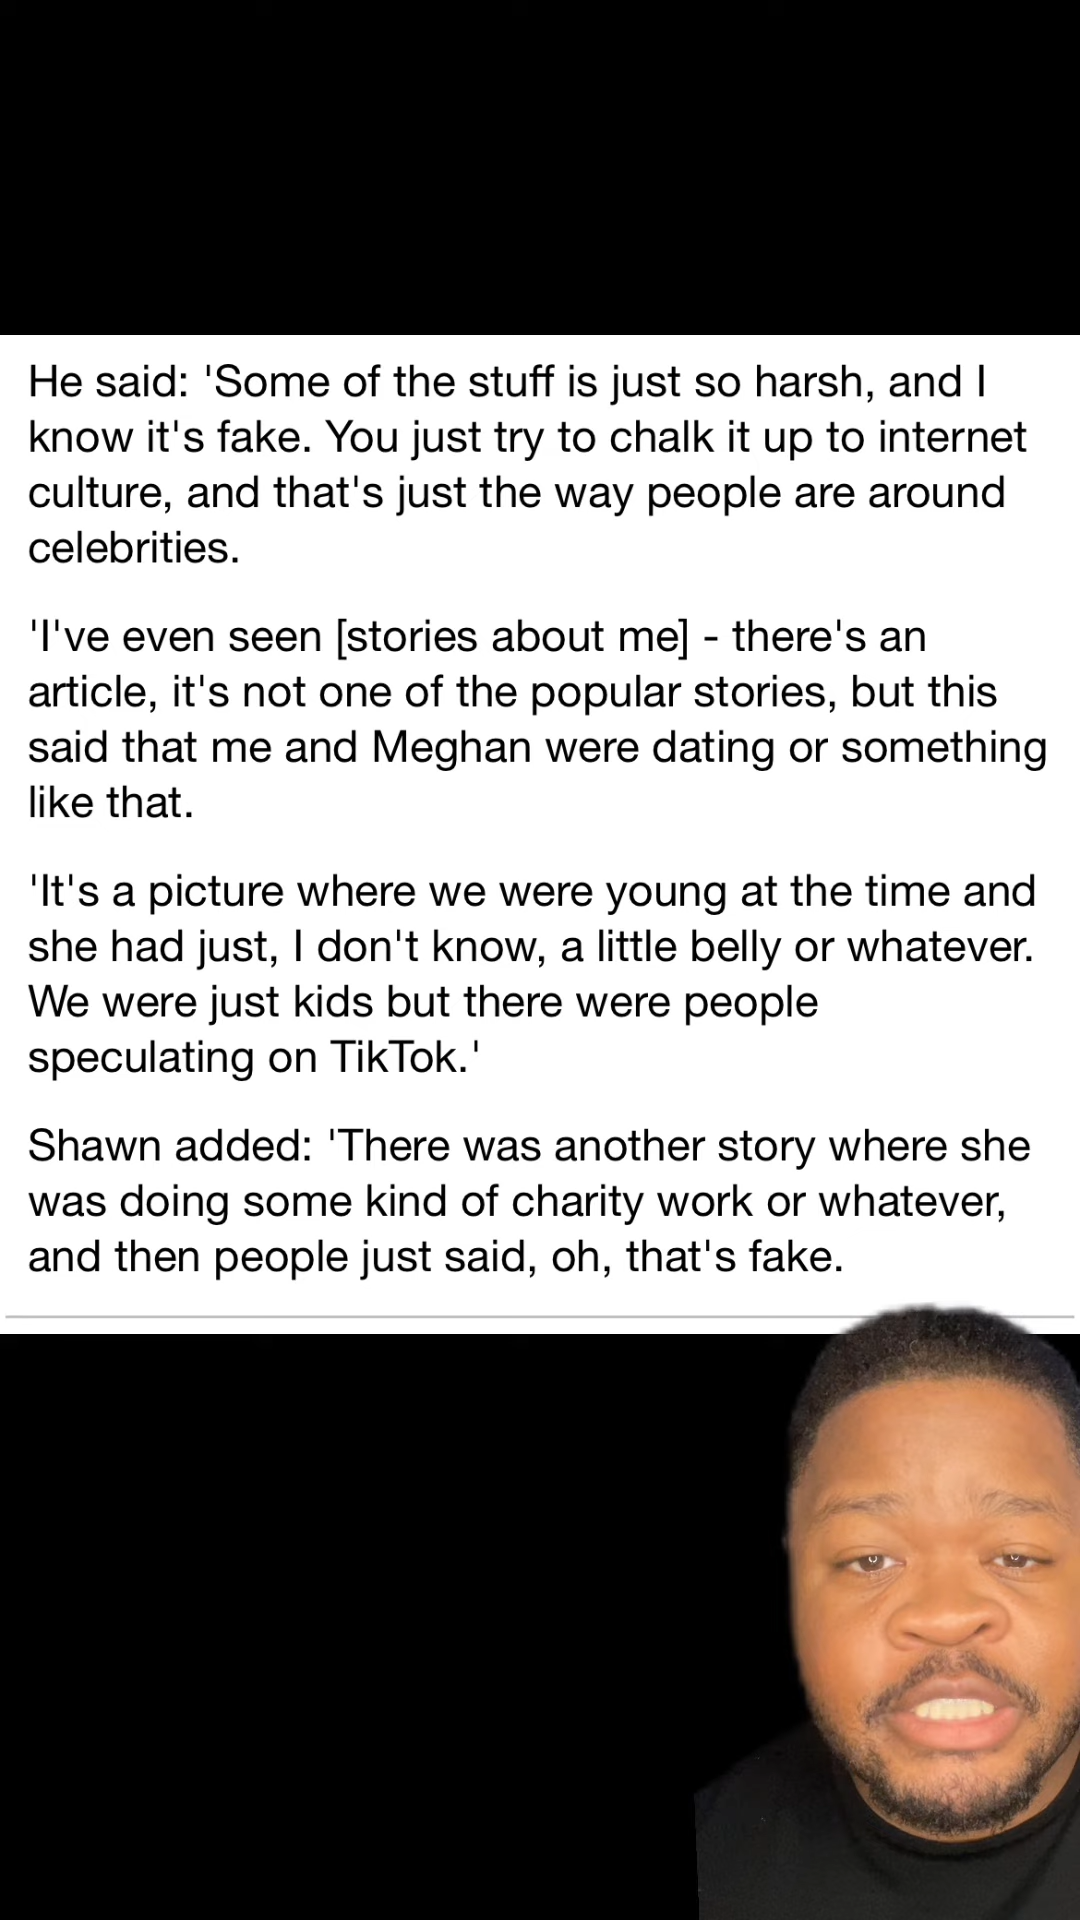 He said: 'Some of the stuff is just so harsh, and I
know it's fake. You just try to chalk it up to internet
culture, and that's just the way people are around
celebrities.
'I've even seen [stories about me] - there's an
article, it's not one of the popular stories, but this
said that me and Meghan were dating or something
like that.
'It's a picture where we were young at the time and
she had just, I don't know, a little belly or whatever.
We were just kids but there were people
speculating on TikTok.'
Shawn added: 'There was another story where she
was doing some kind of charity work or whatever,
and then people just said, oh, that's fake.